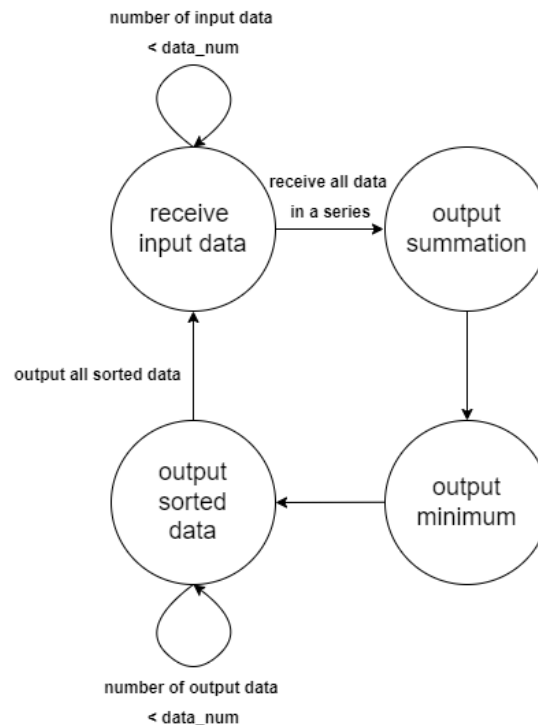 number of input data
< data_num
receive
input data
receive all data
in a series
output
summation
output all sorted data
output
sorted
data
output
minimum
number of output data
< data_num